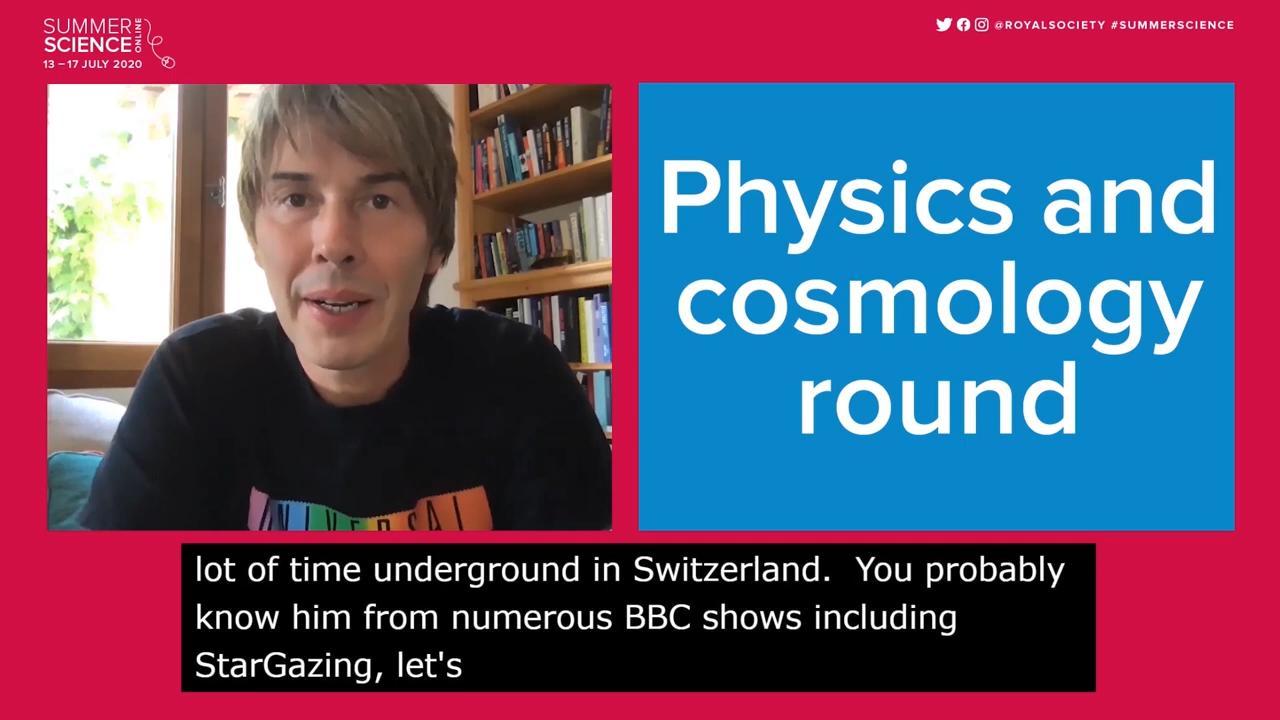 SUMMER
SCIENCE
ONLINE
13 – 17 JULY 2020
@ROYALSOCIETY #SUMMERSCIENCE
Physics and
cosmology
round
UNIVERSAL
lot of time underground in Switzerland.  You probably
know him from numerous BBC shows including
StarGazing, let's